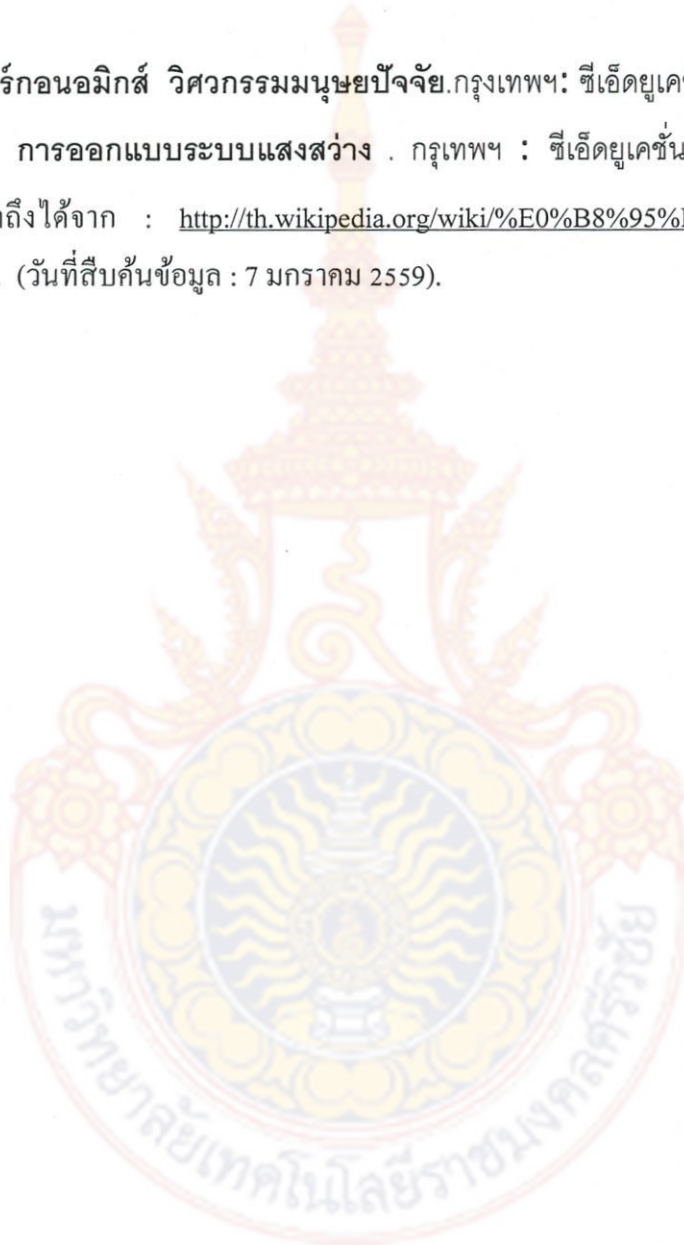 ร์กอนอมิกส์ วิศวกรรมมนุษยปัจจัย.กรุงเทพฯ: ซีเอ็ดยูเค
การออกแบบระบบแสงสว่าง . กรุเทพฯ : ซีเอ็ดยูเคชั่น
ถึงได้จาก : http://th.wikipedia.org/wiki/%E0%B8%95%
(วันที่สืบค้นข้อมูล : 7 มกราคม 2559).
มหาวิทยาลัยเทคโนโลยีราชมงคลศรีวิชัย